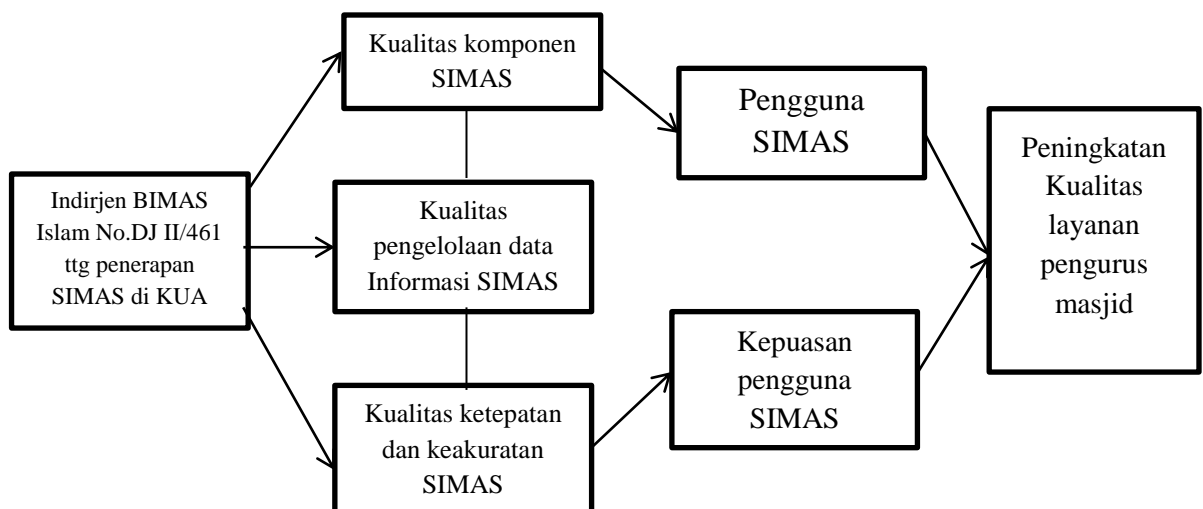 Indirjen BIMAS
Islam No.DJ II/461
ttg penerapan
SIMAS di KUA
Kualitas komponen
SIMAS
Kualitas
pengelolaan data
Informasi SIMAS
Kualitas ketepatan
dan keakuratan
SIMAS
Pengguna
SIMAS
Kepuasan
pengguna
SIMAS
Peningkatan
Kualitas
layanan
pengurus
masjid